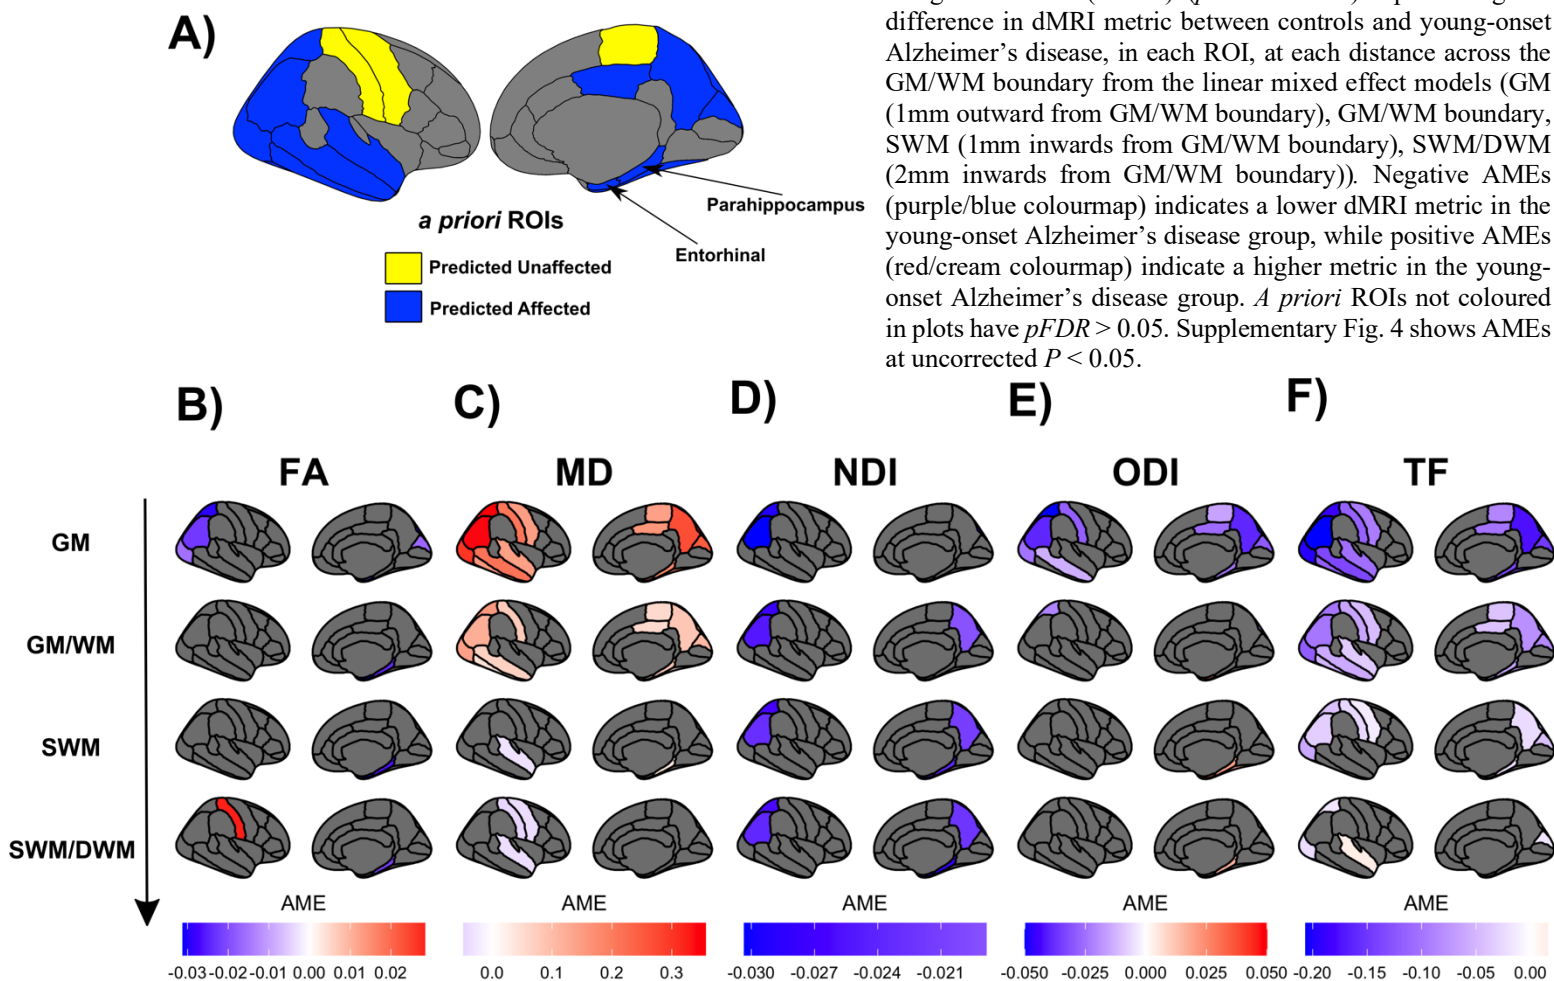 A)
difference in dMRI metric between controls and young-onset
Alzheimer’s disease, in each ROI, at each distance across the
GM/WM boundary from the linear mixed effect models (GM
(1mm outward from GM/WM boundary), GM/WM boundary,
SWM (1mm inwards from GM/WM boundary), SWM/DWM
(2mm inwards from GM/WM boundary)). Negative AMEs
(purple/blue colourmap) indicates a lower dMRI metric in the
young-onset Alzheimer’s disease group, while positive AMEs
(red/cream colourmap) indicate a higher metric in the young-
onset Alzheimer’s disease group. A priori ROIs not coloured
in plots have pFDR > 0.05. Supplementary Fig. 4 shows AMEs
at uncorrected P < 0.05.
Parahippocampus
Entorhinal
a priori ROIs
Predicted Unaffected
Predicted Affected
B) C) D) E) F)
FA MD NDI ODI TF
GM
GM/WM
SWM
SWM/DWM
AME AME AME AME AME
-0.03 -0.02 -0.01 0.00 0.01 0.02
0.0 0.1 0.2 0.3
-0.030 -0.027 -0.024 -0.021
-0.050 -0.025 0.000 0.025 0.050
-0.20 -0.15 -0.10 -0.05 0.00